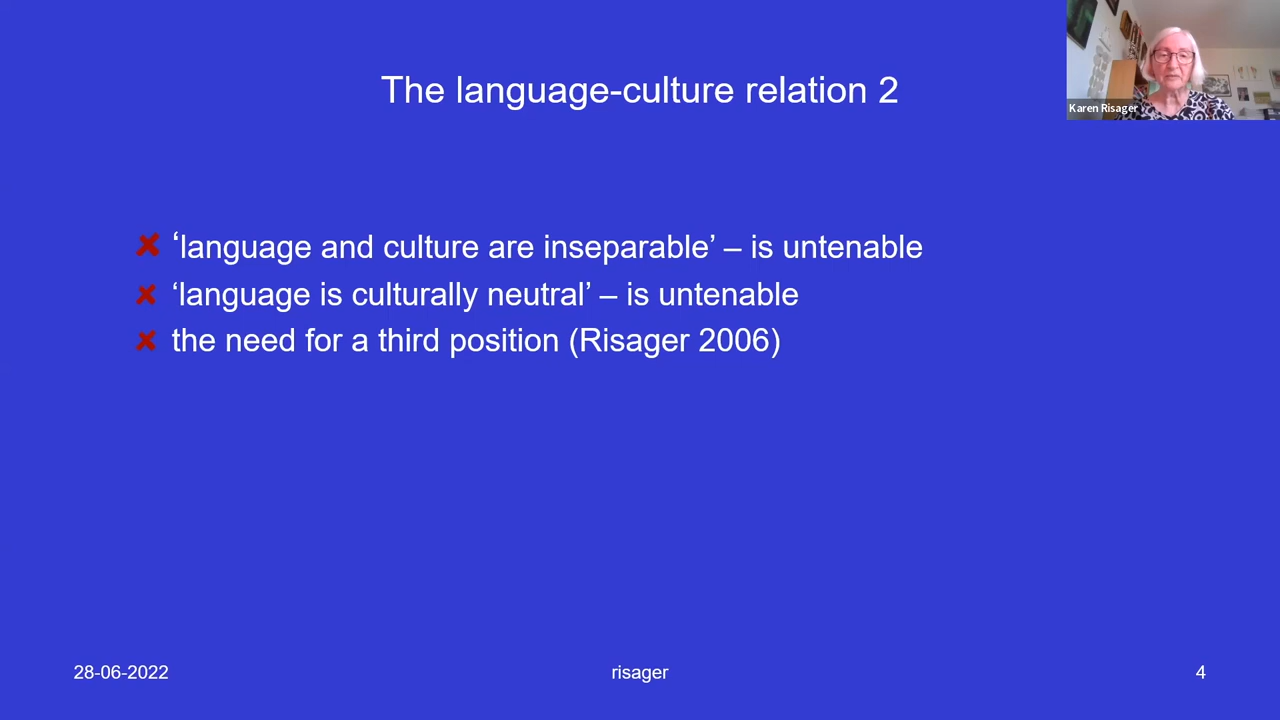 The language-culture relation 2
Karen Risager
‘language and culture are inseparable’ – is untenable
‘language is culturally neutral’ – is untenable
the need for a third position (Risager 2006)
28-06-2022
risager
4